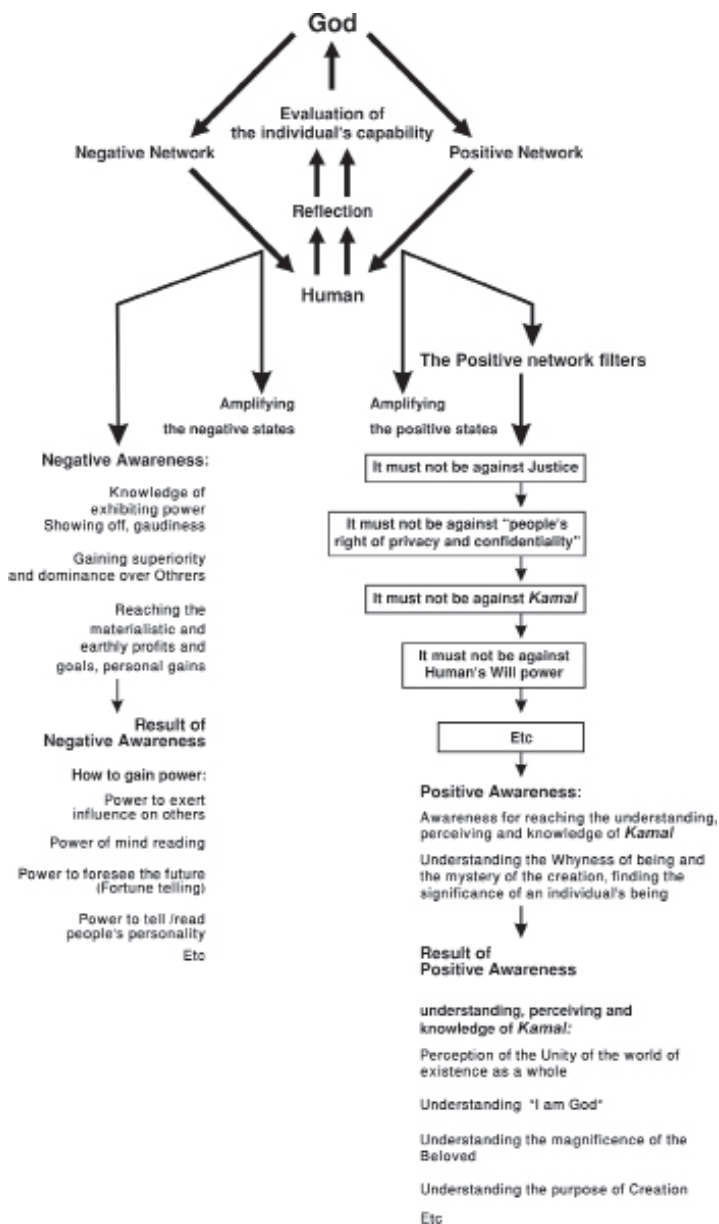 God
Evaluation of
the individual's capability
Negative Network
Positive Network
Reflection
Human
The Positive network filters
Amplifying
the negative states
Amplifying
the positive states
Negative Awareness:
Knowledge of
exhibiting power
Showing off, gaudiness
Gaining superiority
and dominance over Othrers
Reaching the
materialistic and
earthly profits and
goals, personal gains
Result of
Negative Awareness
How to gain power:
Power to exert
influence on others
Power of mind reading
Power to foresee the future
(Fortune telling)
Power to tell /read
people's personality
Etc
It must not be against Justice
It must not be against "people's
right of privacy and confidentiality"
It must not be against Kamal
It must not be against
Human's Will power
Etc
Positive Awareness:
Awareness for reaching the understanding,
perceiving and knowledge of Kamal
Understanding the Whyness of being and
the mystery of the creation, finding the
significance of an individual's being
Result of
Positive Awareness
understanding, perceiving and
knowledge of Kamal:
Perception of the Unity of the world of
existence as a whole
Understanding "I am God"
Understanding the magnificence of the
Beloved
Understanding the purpose of Creation
Etc